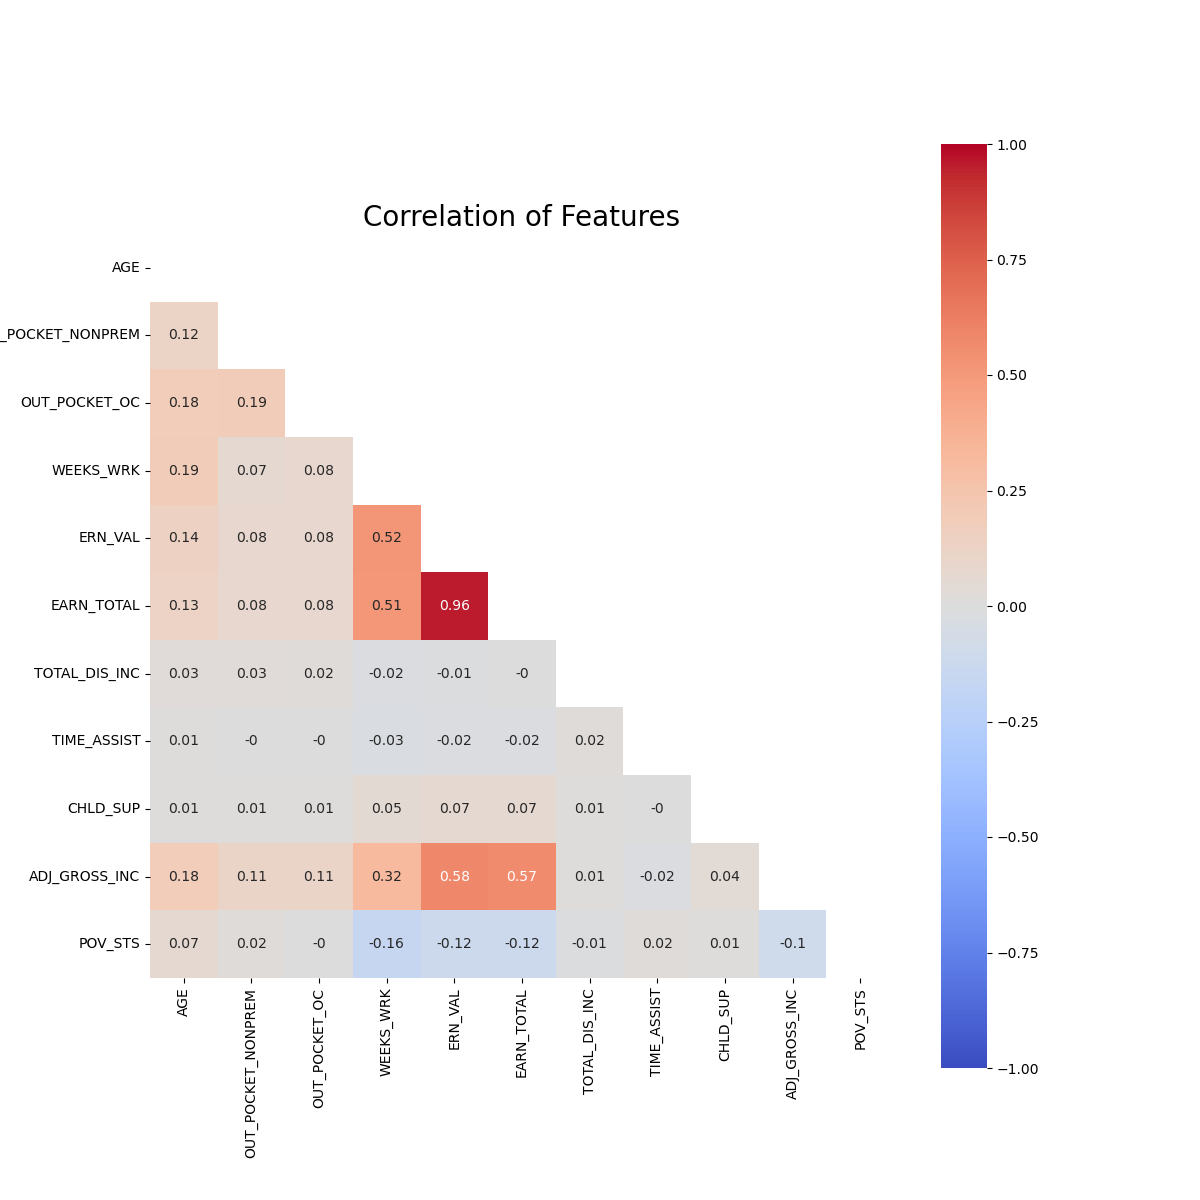 1.00
Correlation of Features
AGE
0.75
_POCKET_NONPREM 0.12
OUT_POCKET_OC 0.18 0.19
0.50
WEEKS_WRK 0.19 0.07 0.08
0.25
ERN_VAL 0.14 0.08 0.08 0.52
EARN_TOTAL 0.13 0.08 0.08 0.51 0.96
0.00
TOTAL_DIS_INC 0.03 0.03 0.02 -0.02 -0.01 -0
−0.25
TIME_ASSIST 0.01 -0 -0 -0.03 -0.02 -0.02 0.02
CHLD_SUP 0.01 0.01 0.01 0.05 0.07 0.07 0.01 -0
−0.50
ADJ_GROSS_INC 0.18 0.11 0.11 0.32 0.58 0.57 0.01 -0.02 0.04
POV_STS 0.07 0.02 -0 -0.16 -0.12 -0.12 -0.01 0.02 0.01 -0.1
−0.75
AGE
OUT_POCKET_NONPREM
OUT_POCKET_OC
WEEKS_WRK
ERN_VAL
EARN_TOTAL
TOTAL_DIS_INC
TIME_ASSIST
CHLD_SUP
ADJ_GROSS_INC
POV_STS
−1.00